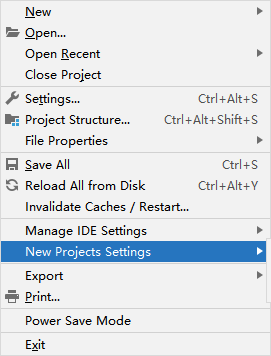 New
Open...
Open Recent
Close Project
Settings... Ctrl+Alt+S
Project Structure... Ctrl+Alt+Shift+S
File Properties
Save All Ctrl+S
Reload All from Disk Ctrl+Alt+Y
Invalidate Caches / Restart...
Manage IDE Settings
New Projects Settings
Export
Print...
Power Save Mode
Exit